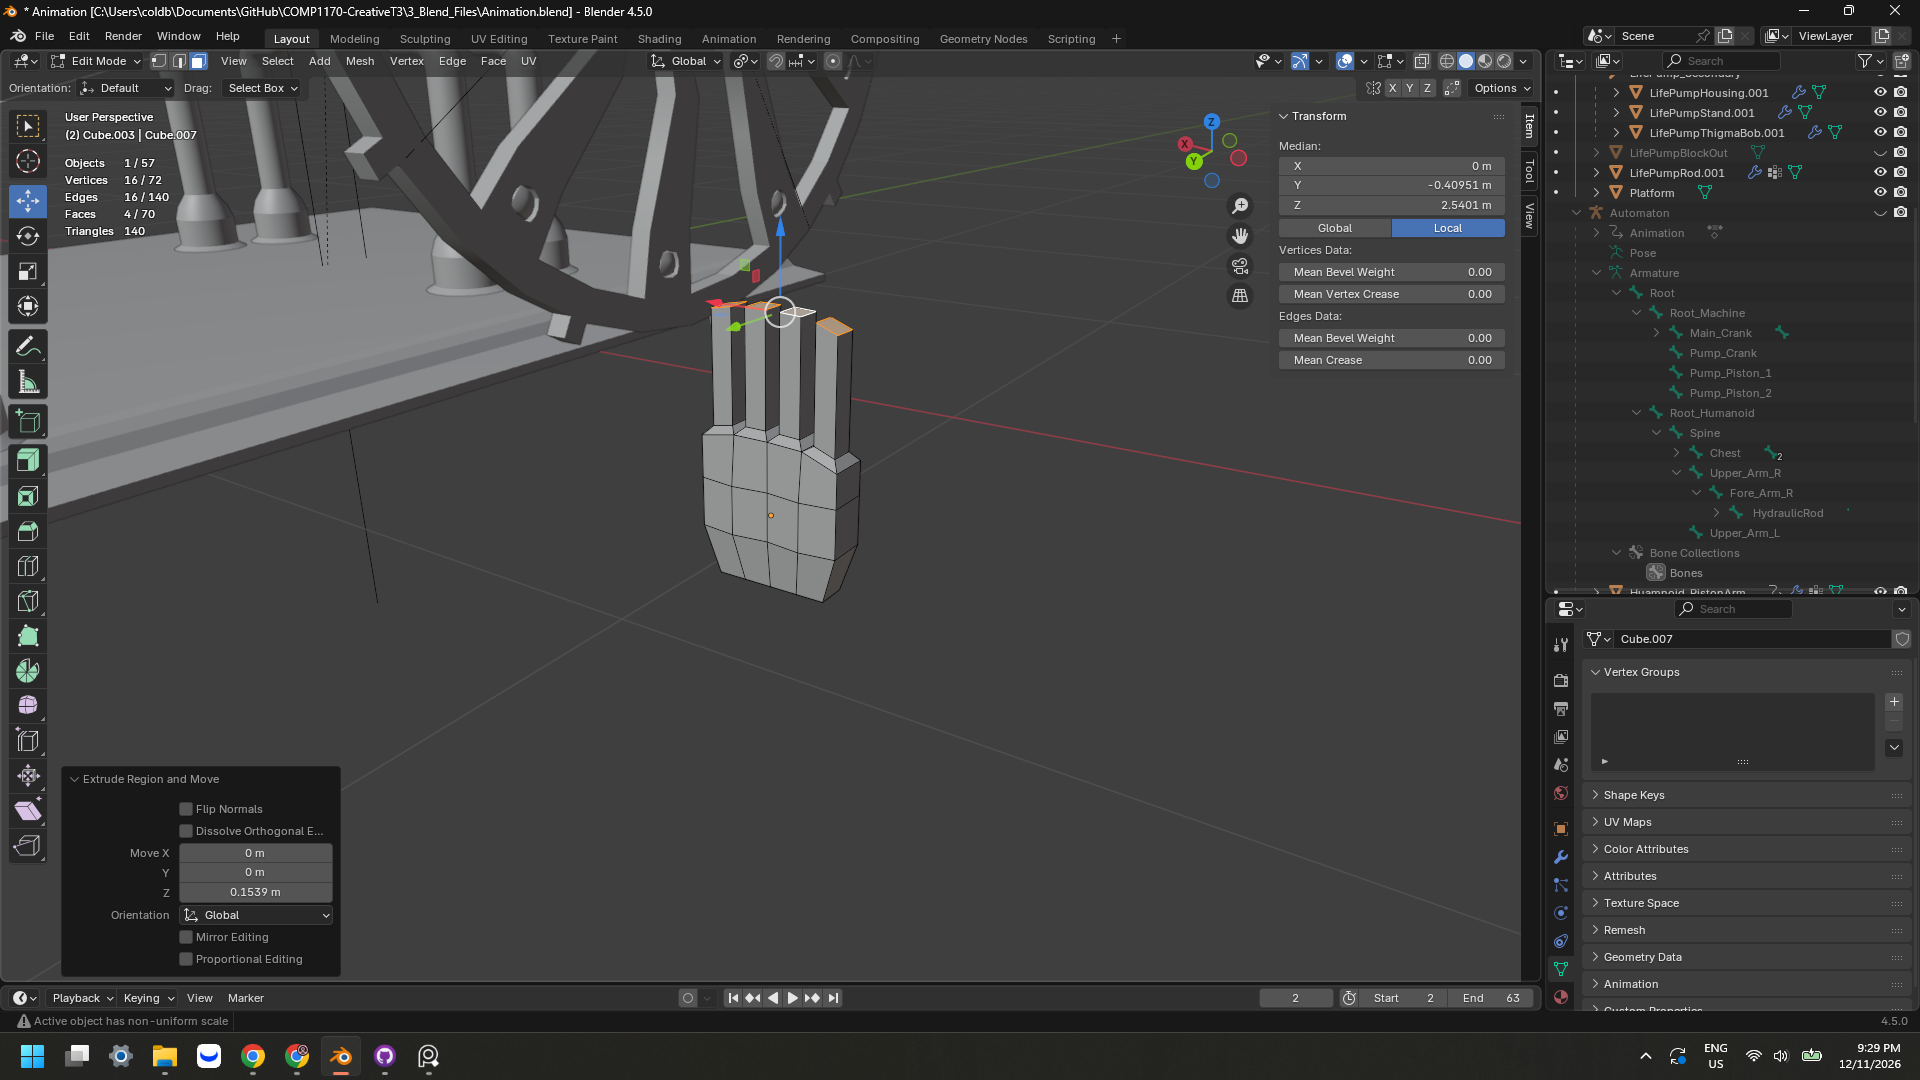 * Animation [C:\Users\coldb\Documents\GitHub\COMP1170-CreativeT3\3_Blend_Files\Animation.blend] - Blender 4.5.0
File Edit Render Window Help
Layout Modeling Sculpting UV Editing Texture Paint Shading Animation Rendering Compositing Geometry Nodes Scripting +
Scene
ViewLayer
Edit Mode View Select Add Mesh Vertex Edge Face UV
Global
Search
Orientation: Default Drag: Select Box
X Y Z Options
User Perspective
(2) Cube.003 | Cube.007
Objects 1 / 57
Vertices 16 / 72
Edges 16 / 140
Faces 4 / 70
Triangles 140
Z
X
Y
Transform
Median:
X 0 m
Y -0.40951 m
Z 2.5401 m
Global Local
Vertices Data:
Mean Bevel Weight 0.00
Mean Vertex Crease 0.00
Edges Data:
Mean Bevel Weight 0.00
Mean Crease 0.00
Item
Tool
View
LifePump_Secondary
LifePumpHousing.001
LifePumpStand.001
LifePumpThigmaBob.001
LifePumpBlockOut
LifePumpRod.001
Platform
Automaton
Animation
Pose
Armature
Root
Root_Machine
Main_Crank
Pump_Crank
Pump_Piston_1
Pump_Piston_2
Root_Humanoid
Spine
Chest 2
Upper_Arm_R
Fore_Arm_R
HydraulicRod
Upper_Arm_L
Bone Collections
Bones
Huamnoid_PistonArm
Search
Cube.007
Vertex Groups
Shape Keys
UV Maps
Color Attributes
Attributes
Texture Space
Remesh
Geometry Data
Animation
Custom Properties
Extrude Region and Move
Flip Normals
Dissolve Orthogonal E...
Move X 0 m
Y 0 m
Z 0.1539 m
Orientation Global
Mirror Editing
Proportional Editing
Playback Keying View Marker
2
Start 2 End 63
Active object has non-uniform scale
4.5.0
ENG
US
9:29 PM
12/11/2026